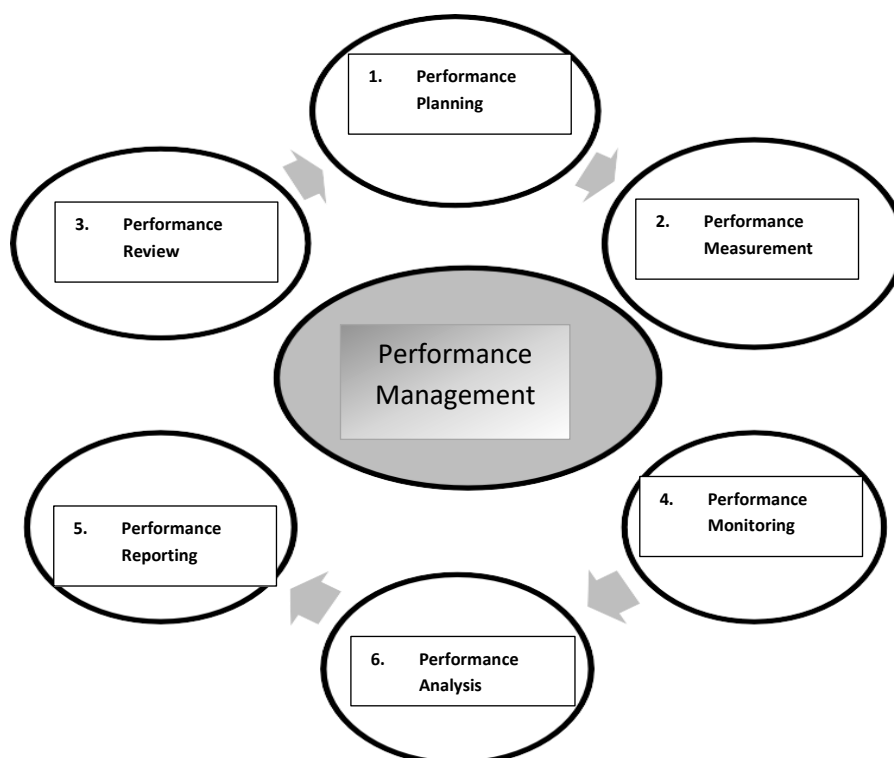 1. Performance
Planning
3. Performance
Review
2. Performance
Measurement
Performance
Management
5. Performance
Reporting
4. Performance
Monitoring
6. Performance
Analysis